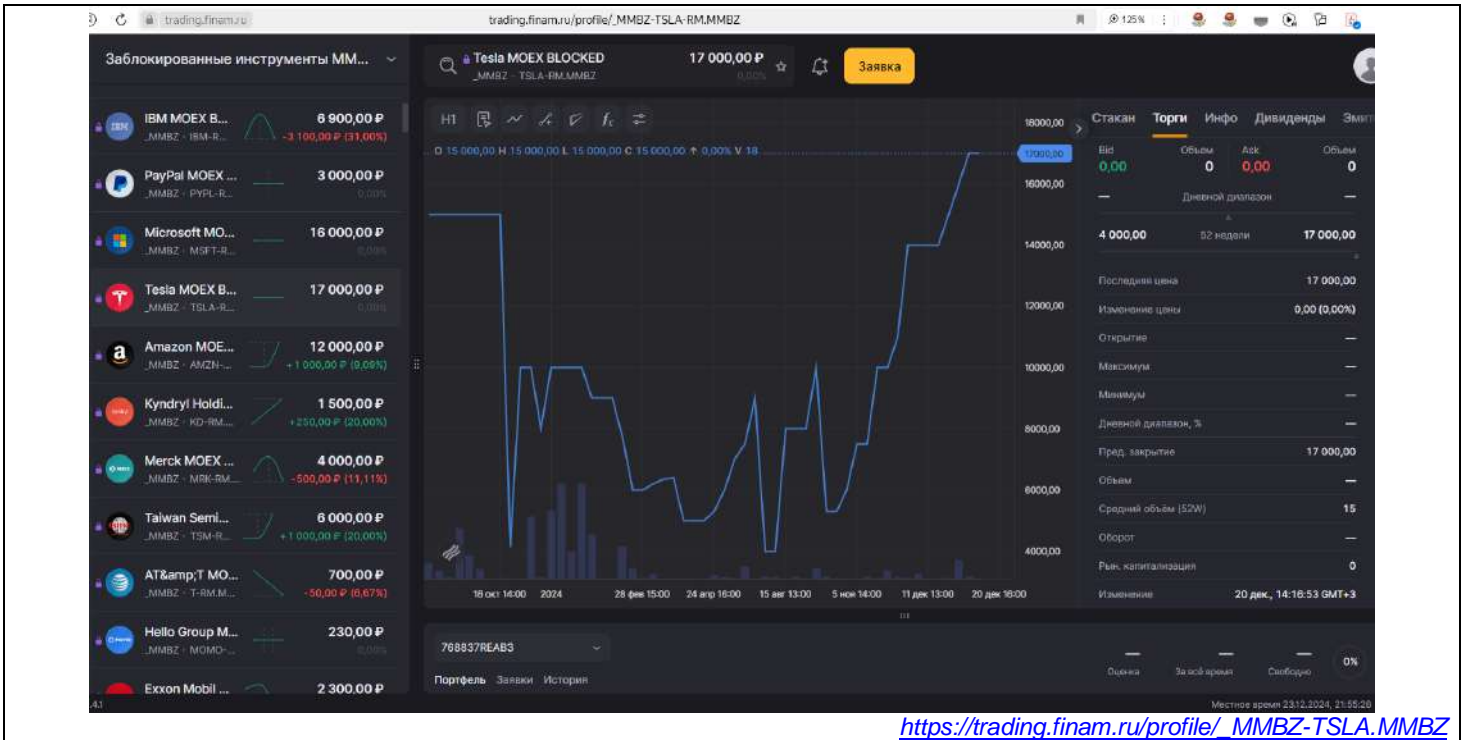 trading.finam.ru
trading.finam.ru/profile/_MMBZ-TSLA-RM.MMBZ
125%
Заблокированные инструменты MM...
Tesla MOEX BLOCKED
_MMBZ · TSLA-RM.MMBZ
17 000,00 ₽
0,00%
Заявка
IBM MOEX B...
6 900,00 ₽
_MMBZ · IBM-R...
-3 100,00 ₽ (31,00%)
PayPal MOEX ...
3 000,00 ₽
_MMBZ · PYPL-R...
0,00%
Microsoft MO...
16 000,00 ₽
_MMBZ · MSFT-R...
0,00%
Tesla MOEX B...
17 000,00 ₽
_MMBZ · TSLA-R...
0,00%
Amazon MOE...
12 000,00 ₽
_MMBZ · AMZN-...
+1 000,00 ₽ (9,09%)
Kyndryl Holdi...
1 500,00 ₽
_MMBZ · KD-RM....
+250,00 ₽ (20,00%)
Merck MOEX ...
4 000,00 ₽
_MMBZ · MRK-RM....
-500,00 ₽ (11,11%)
Taiwan Semi...
6 000,00 ₽
_MMBZ · TSM-R...
+1 000,00 ₽ (20,00%)
AT&amp;T MO...
700,00 ₽
_MMBZ · T-RM.M...
-50,00 ₽ (6,67%)
Hello Group M...
230,00 ₽
_MMBZ · MOMO-...
0,00%
Exxon Mobil ...
2 300,00 ₽
.4.1
H1
O 15 000,00 H 15 000,00 L 15 000,00 C 15 000,00 0,00% V 18
18000,00
17000,00
16000,00
14000,00
12000,00
10000,00
8000,00
6000,00
4000,00
18 окт 14:00 2024 28 фев 15:00 24 апр 16:00 15 авг 13:00 5 ноя 14:00 11 дек 13:00 20 дек 16:00
Стакан Торги Инфо Дивиденды Эмит
Bid Объем Ask Объем
0,00 0 0,00 0
— Дневной диапазон —
4 000,00 52 недели 17 000,00
Последняя цена 17 000,00
Изменение цены 0,00 (0,00%)
Открытие —
Максимум —
Минимум —
Дневной диапазон, % —
Пред. закрытие 17 000,00
Объем —
Средний объём (52W) 15
Оборот —
Рын. капитализация 0
Изменение 20 дек., 14:16:53 GMT+3
768837REAB3
Портфель Заявки История
— — —
Оценка За всё время Свободно 0%
Местное время 23.12.2024, 21:55:26
https://trading.finam.ru/profile/_MMBZ-TSLA.MMBZ